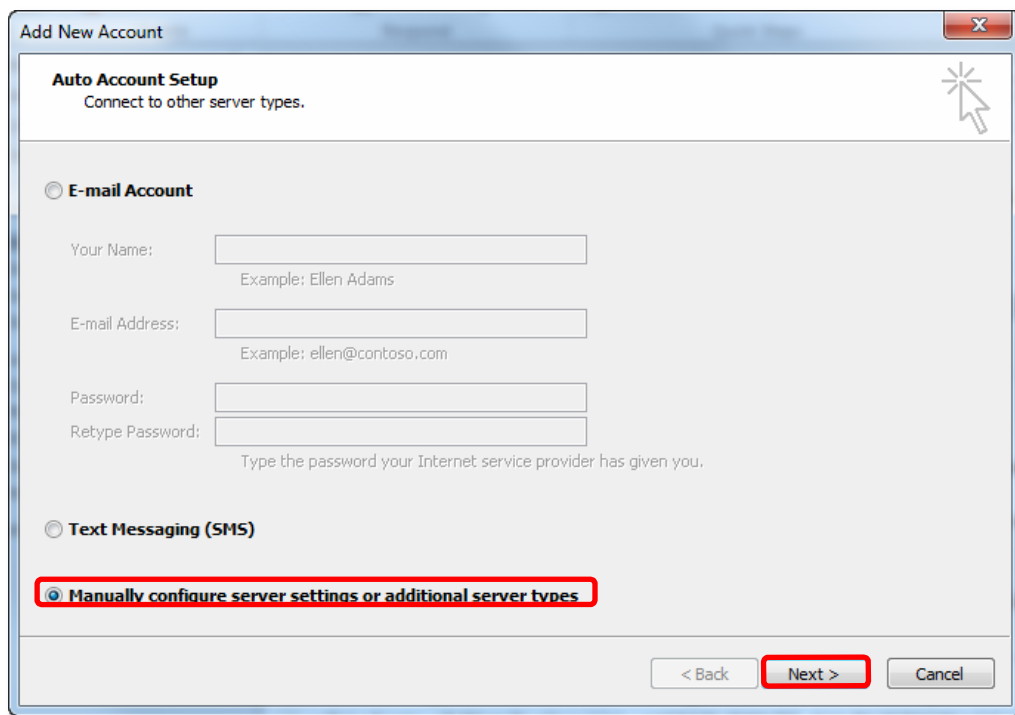 Add New Account
Auto Account Setup
Connect to other server types.
E-mail Account
Your Name:
Example: Ellen Adams
E-mail Address:
Example: ellen@contoso.com
Password:
Retype Password:
Type the password your Internet service provider has given you.
Text Messaging (SMS)
Manually configure server settings or additional server types
< Back Next > Cancel